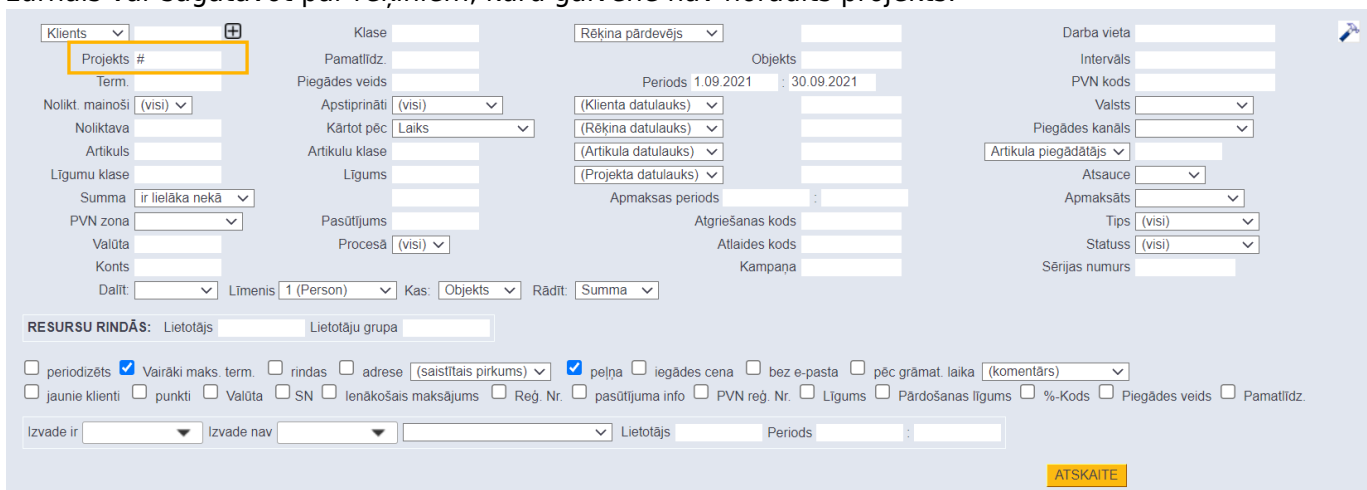 Klients Klase Rēķina pārdevējs Darba vieta
Projekts # Pamatlīdz. Objekts Intervāls
Term. Piegādes veids Periods 1.09.2021 : 30.09.2021 PVN kods
Nolikt. mainoši (visi) Apstiprināti (visi) (Klienta datulauks) Valsts
Noliktava Kārtot pēc Laiks (Rēķina datulauks) Piegādes kanāls
Artikuls Artikulu klase (Artikula datulauks) Artikula piegādātājs
Līgumu klase Līgums (Projekta datulauks) Atsauce
Summa ir lielāka nekā Apmaksas periods : Apmaksāts
PVN zona Pasūtījums Atgriešanas kods Tips (visi)
Valūta Procesā (visi) Atlaides kods Statuss (visi)
Konts Kampaņa Sērijas numurs
Dalīt: Līmenis 1 (Person) Kas: Objekts Rādīt: Summa
RESURSU RINDĀS: Lietotājs Lietotāju grupa
periodizēts Vairāki maks. term. rindas adrese (saistītais pirkums) peļņa iegādes cena bez e-pasta pēc grāmat. laika (komentārs)
jaunie klienti punkti Valūta SN Ienākošais maksājums Reģ. Nr. pasūtījuma info PVN reģ. Nr. Līgums Pārdošanas līgums %-Kods Piegādes veids Pamatlīdz.
Izvade ir Izvade nav Lietotājs Periods :
ATSKAITE